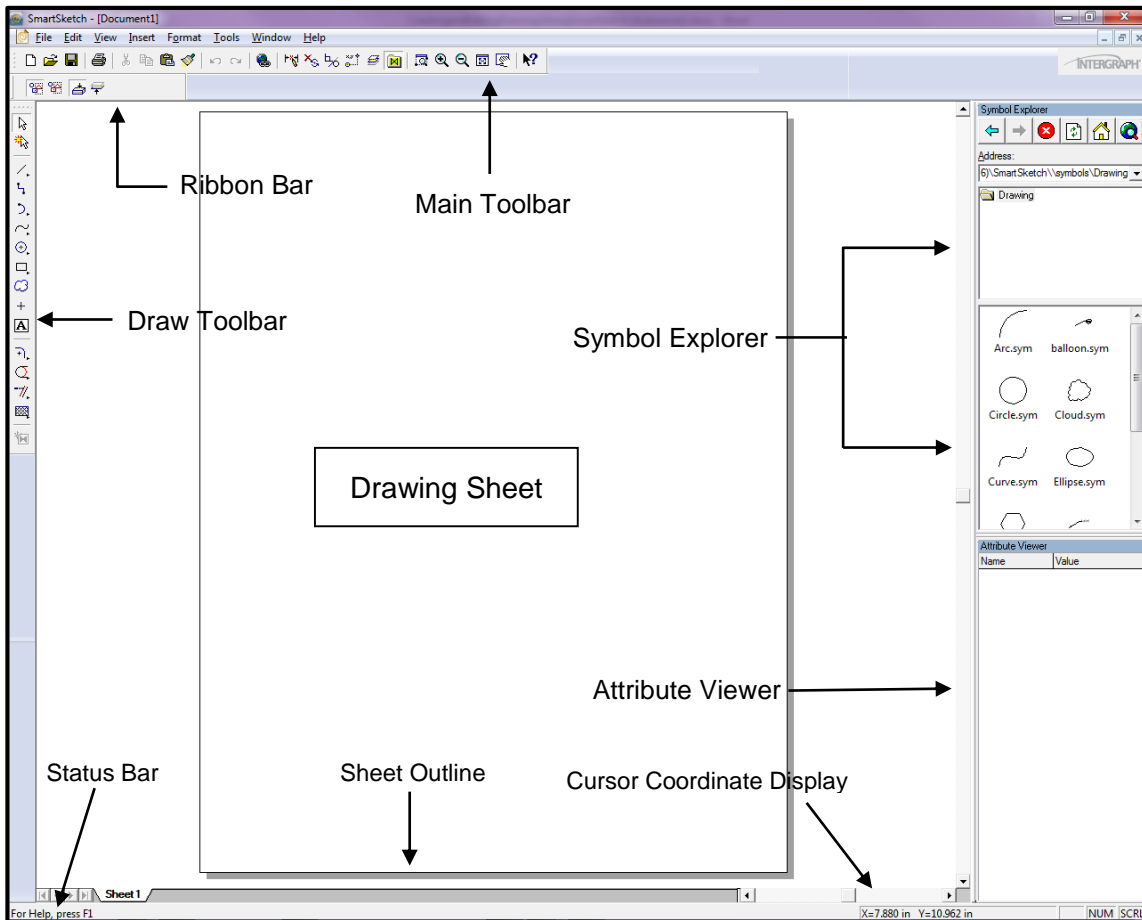 SmartSketch - [Document1]
File Edit View Insert Format Tools Window Help
INTERGRAPH
Symbol Explorer
Address:
6)\SmartSketch\\symbols\Drawing
Drawing
Ribbon Bar
Main Toolbar
A
Draw Toolbar
Symbol Explorer
Arc.sym balloon.sym
Circle.sym Cloud.sym
Curve.sym Ellipse.sym
Drawing Sheet
Attribute Viewer
Name Value
Attribute Viewer
Status Bar
Sheet Outline
Cursor Coordinate Display
Sheet1
For Help, press F1
X=7.880 in Y=10.962 in
NUM SCRL